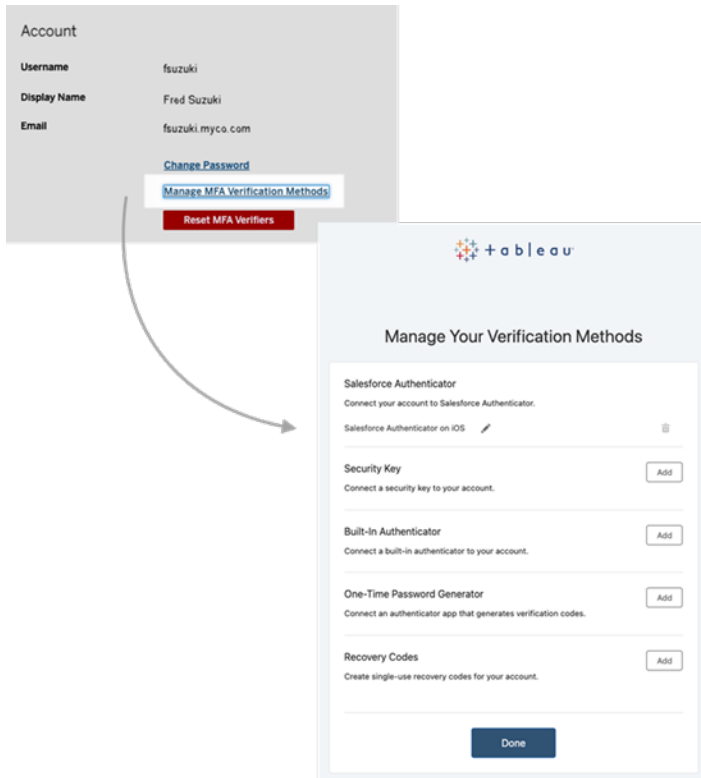 Account
Username fsuzuki
Display Name Fred Suzuki
Email fsuzuki.myco.com
Change Password
Manage MFA Verification Methods
Reset MFA Verifiers
+ableau
Manage Your Verification Methods
Salesforce Authenticator
Connect your account to Salesforce Authenticator.
Salesforce Authenticator on iOS
Security Key Add
Connect a security key to your account.
Built-In Authenticator Add
Connect a built-in authenticator to your account.
One-Time Password Generator Add
Connect an authenticator app that generates verification codes.
Recovery Codes Add
Create single-use recovery codes for your account.
Done